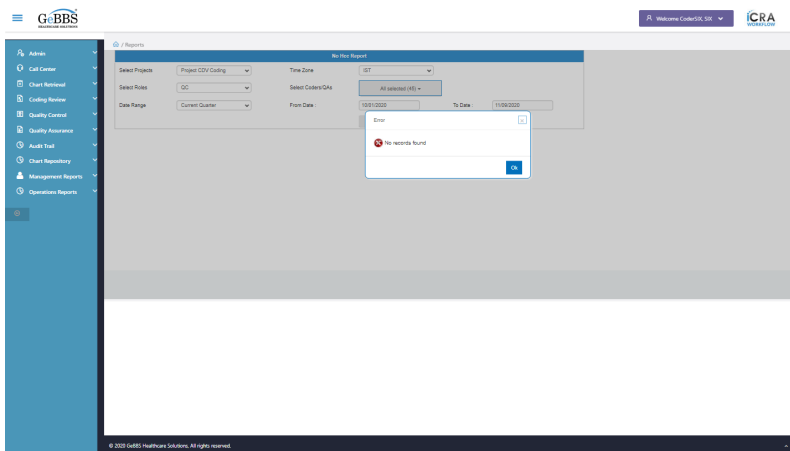 GeBBS
HEALTHCARE SOLUTIONS
Welcome CoderSIX, SIX
iCRA
WORKFLOW
/ Reports
Admin
Call Center
Chart Retrieval
Coding Review
Quality Control
Quality Assurance
Audit Trail
Chart Repository
Management Reports
Operations Reports
No Hcc Report
Select Projects Project CDV Coding Time Zone IST
Select Roles QC Select Coders/QAs All selected (45)
Date Range Current Quarter From Date : 10/01/2020 To Date : 11/09/2020
Error
No records found
Ok
© 2020 GeBBS Healthcare Solutions, All rights reserved.